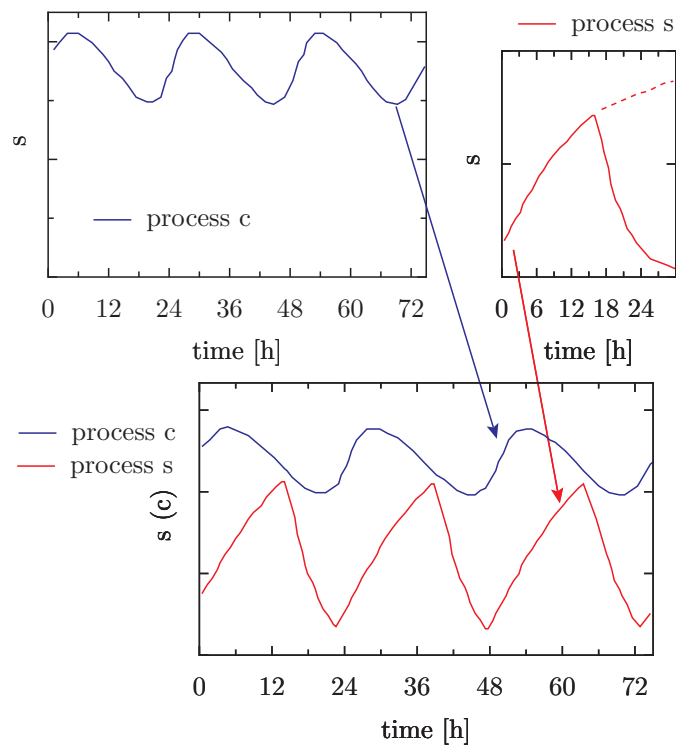 process s
s
process c
0 12 24 36 48 60 72
time [h]
s
0 6 12 18 24
time [h]
process c
process s
s (c)
0 12 24 36 48 60 72
time [h]